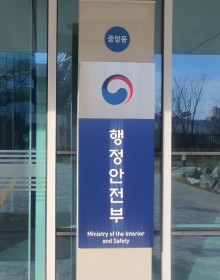 중앙동
행정안전부
Ministry of the Interior
and Safety